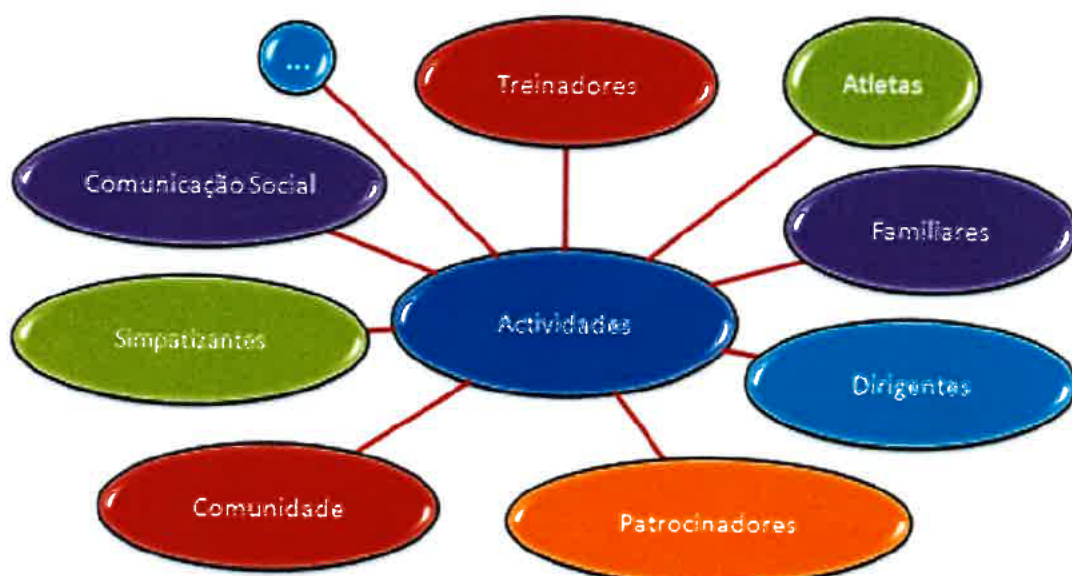 ...
Treinadores
Atletas
Comunicação Social
Familiares
Actividades
Simpatizantes
Dirigentes
Comunidade
Patrocinadores